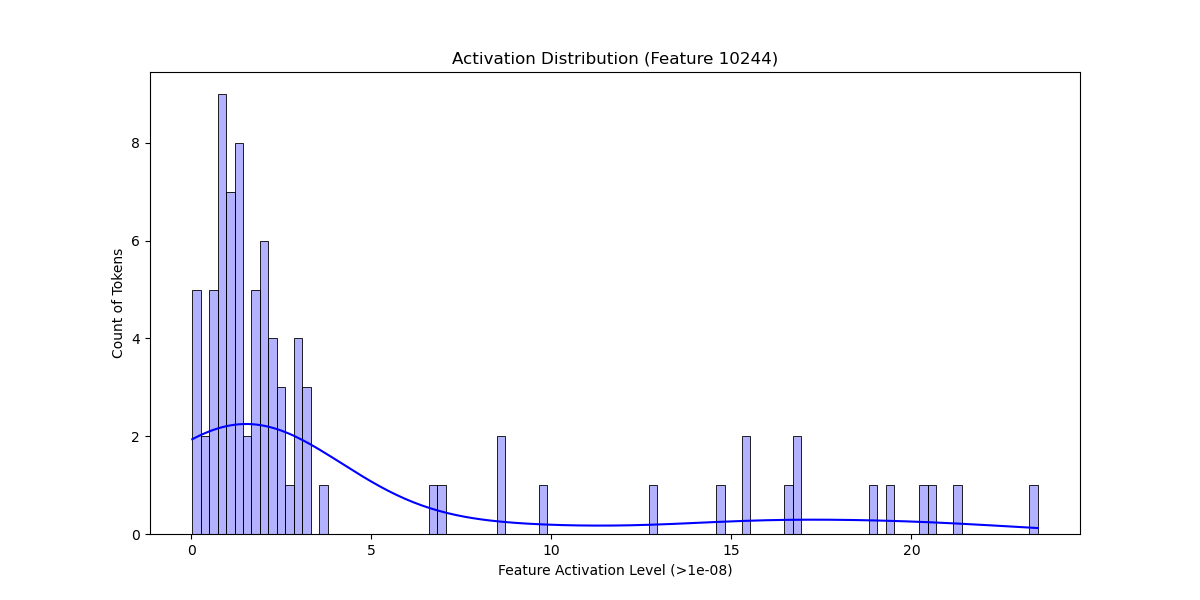 Activation Distribution (Feature 10244)
Count of Tokens
8
6
4
2
0
0 5 10 15 20
Feature Activation Level (>1e-08)